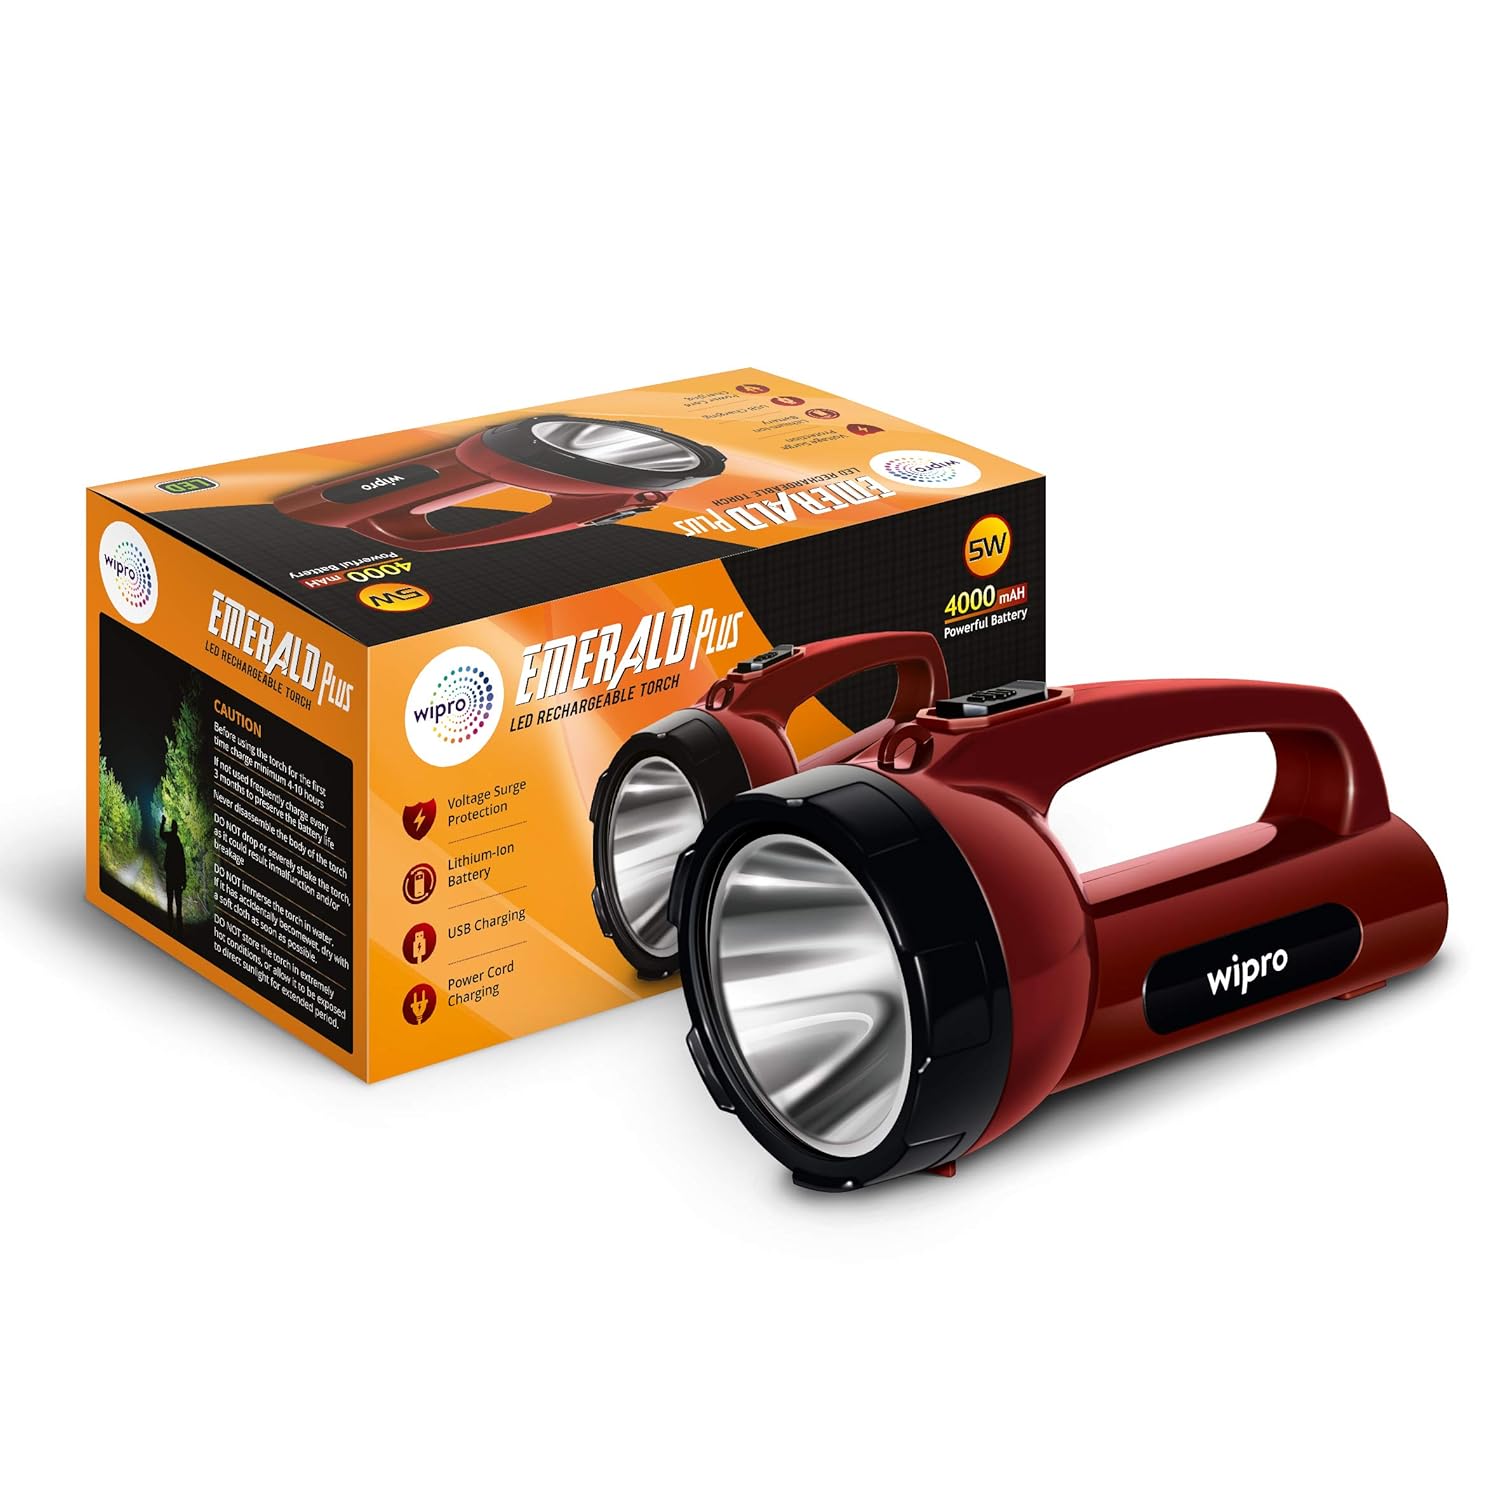 LED
wipro
4000 mAH
Powerful Battery
5W
Power Cord
Charging
USB Charging
Lithium-Ion
Battery
Voltage Surge
Protection
wipro
EMERALD PLUS
LED RECHARGEABLE TORCH
wipro
EMERALD PLUS
LED RECHARGEABLE TORCH
CAUTION
Before using the torch for the first
time charge minimum 4-10 hours
If not used frequently charge every
3 months to preserve the battery life
Never disassemble the body of the torch
DO NOT drop or severely shake the torch,
as it could result inmalfunction and/or
breakage
DO NOT immerse the torch in water.
If it has accidentally becomewet, dry with
a soft cloth as soon as possible.
DO NOT store the torch in extremely
hot conditions, or allow it to be exposed
to direct sunlight for extended period.
wipro
EMERALD PLUS
LED RECHARGEABLE TORCH
Voltage Surge
Protection
Lithium-Ion
Battery
USB Charging
Power Cord
Charging
5W
4000 mAH
Powerful Battery
wipro